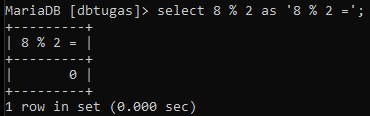 MariaDB [dbtugas]> select 8 % 2 as '8 % 2 =';
+---------+
| 8 % 2 = |
+---------+
|       0 |
+---------+
1 row in set (0.000 sec)